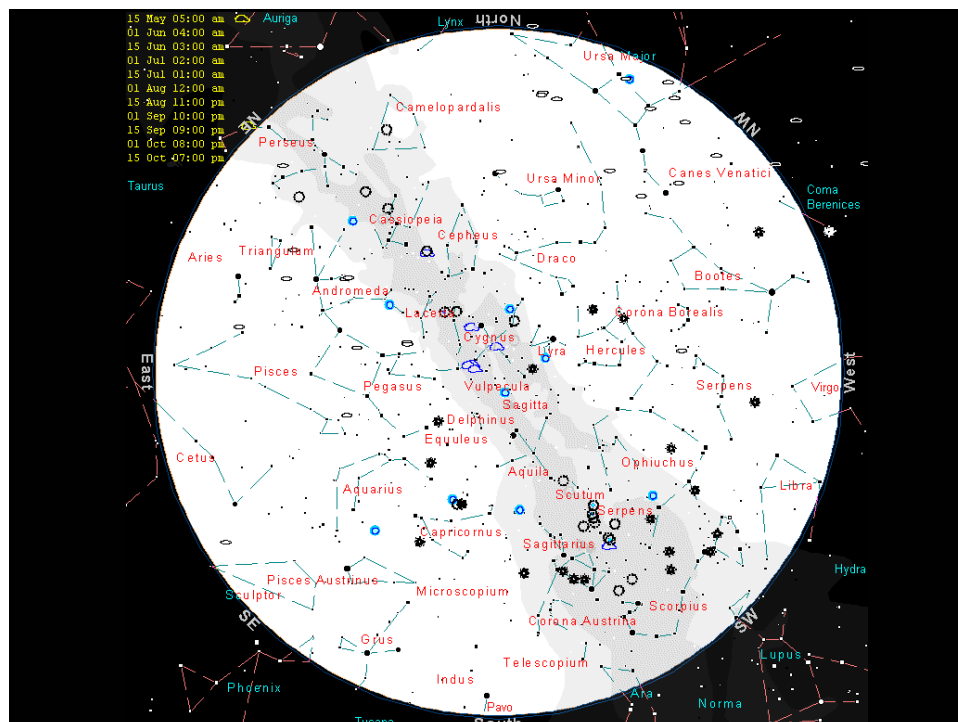 15 May 05:00 am
01 Jun 04:00 am
15 Jun 03:00 am
01 Jul 02:00 am
15 Jul 01:00 am
01 Aug 12:00 am
15 Aug 11:00 pm
01 Sep 10:00 pm
15 Sep 09:00 pm
01 Oct 08:00 pm
15 Oct 07:00 pm
Auriga
Lynx
North
Ursa Major
Camelopardalis
NE
NW
Perseus
Canes Venatici
Ursa Minor
Taurus
Coma
Berenices
Cassiopeia
Cepheus
Triangulum
Aries
Draco
Bootes
Andromeda
Lacerta
Corona Borealis
Cygnus
Lyra
Hercules
East
West
Pisces
Pegasus
Vulpecula
Serpens
Virgo
Sagitta
Delphinus
Equuleus
Cetus
Aquila
Ophiuchus
Aquarius
Scutum
Libra
Serpens
Capricornus
Sagittarius
Hydra
Pisces Austrinus
Sculptor
Microscopium
Scorpius
SE
SW
Corona Austrina
Grus
Telescopium
Lupus
Phoenix
Indus
Ara
Norma
Pavo
South